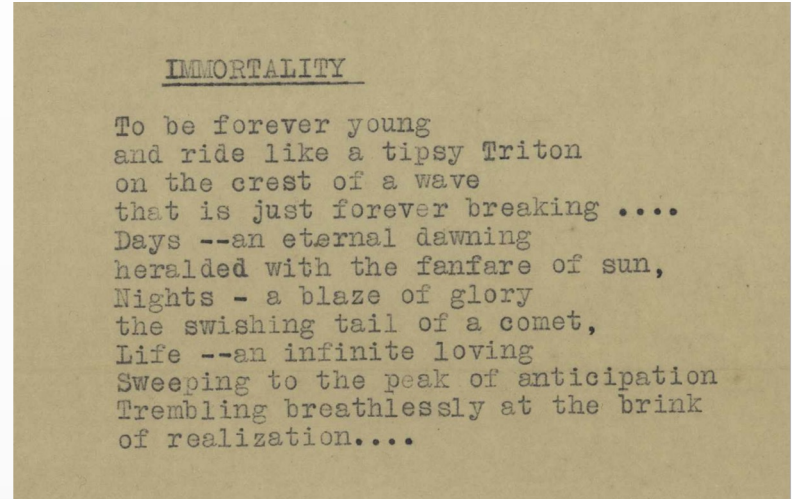 IMMORTALITY
To be forever young
and ride like a tipsy Triton
on the crest of a wave
that is just forever breaking ....
Days --an eternal dawning
heralded with the fanfare of sun,
Nights - a blaze of glory
the swishing tail of a comet,
Life --an infinite loving
Sweeping to the peak of anticipation
Trembling breathlessly at the brink
of realization....